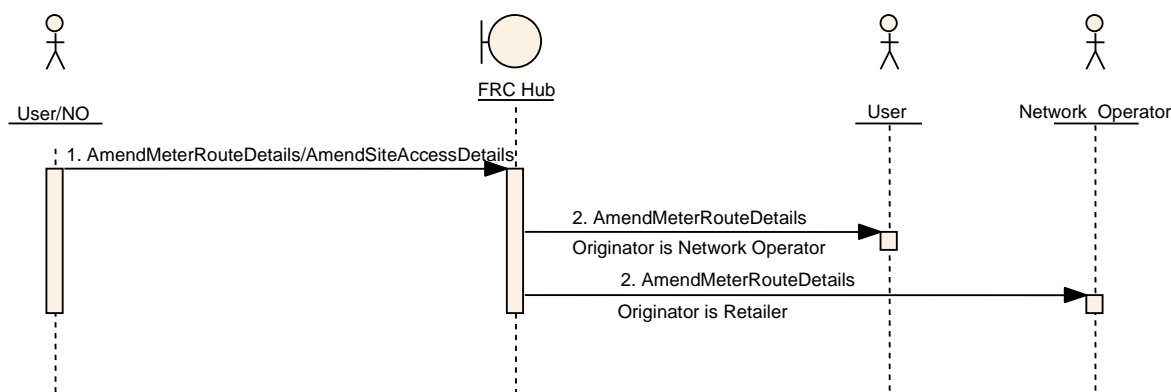 FRC Hub
User/NO
User
Network Operator
1. AmendMeterRouteDetails/AmendSiteAccessDetails
2. AmendMeterRouteDetails
Originator is Network Operator
2. AmendMeterRouteDetails
Originator is Retailer